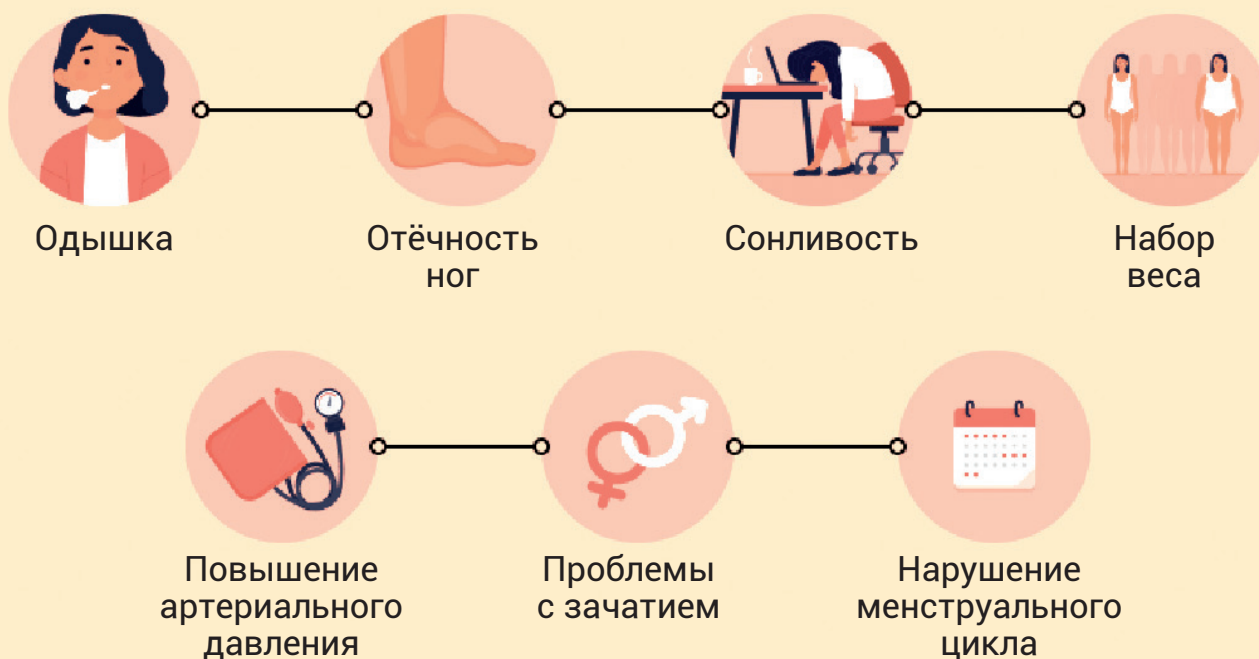 Одышка
Отёчность
ног
Сонливость
Набор
веса
Повышение
артериального
давления
Проблемы
с зачатием
Нарушение
менструального
цикла